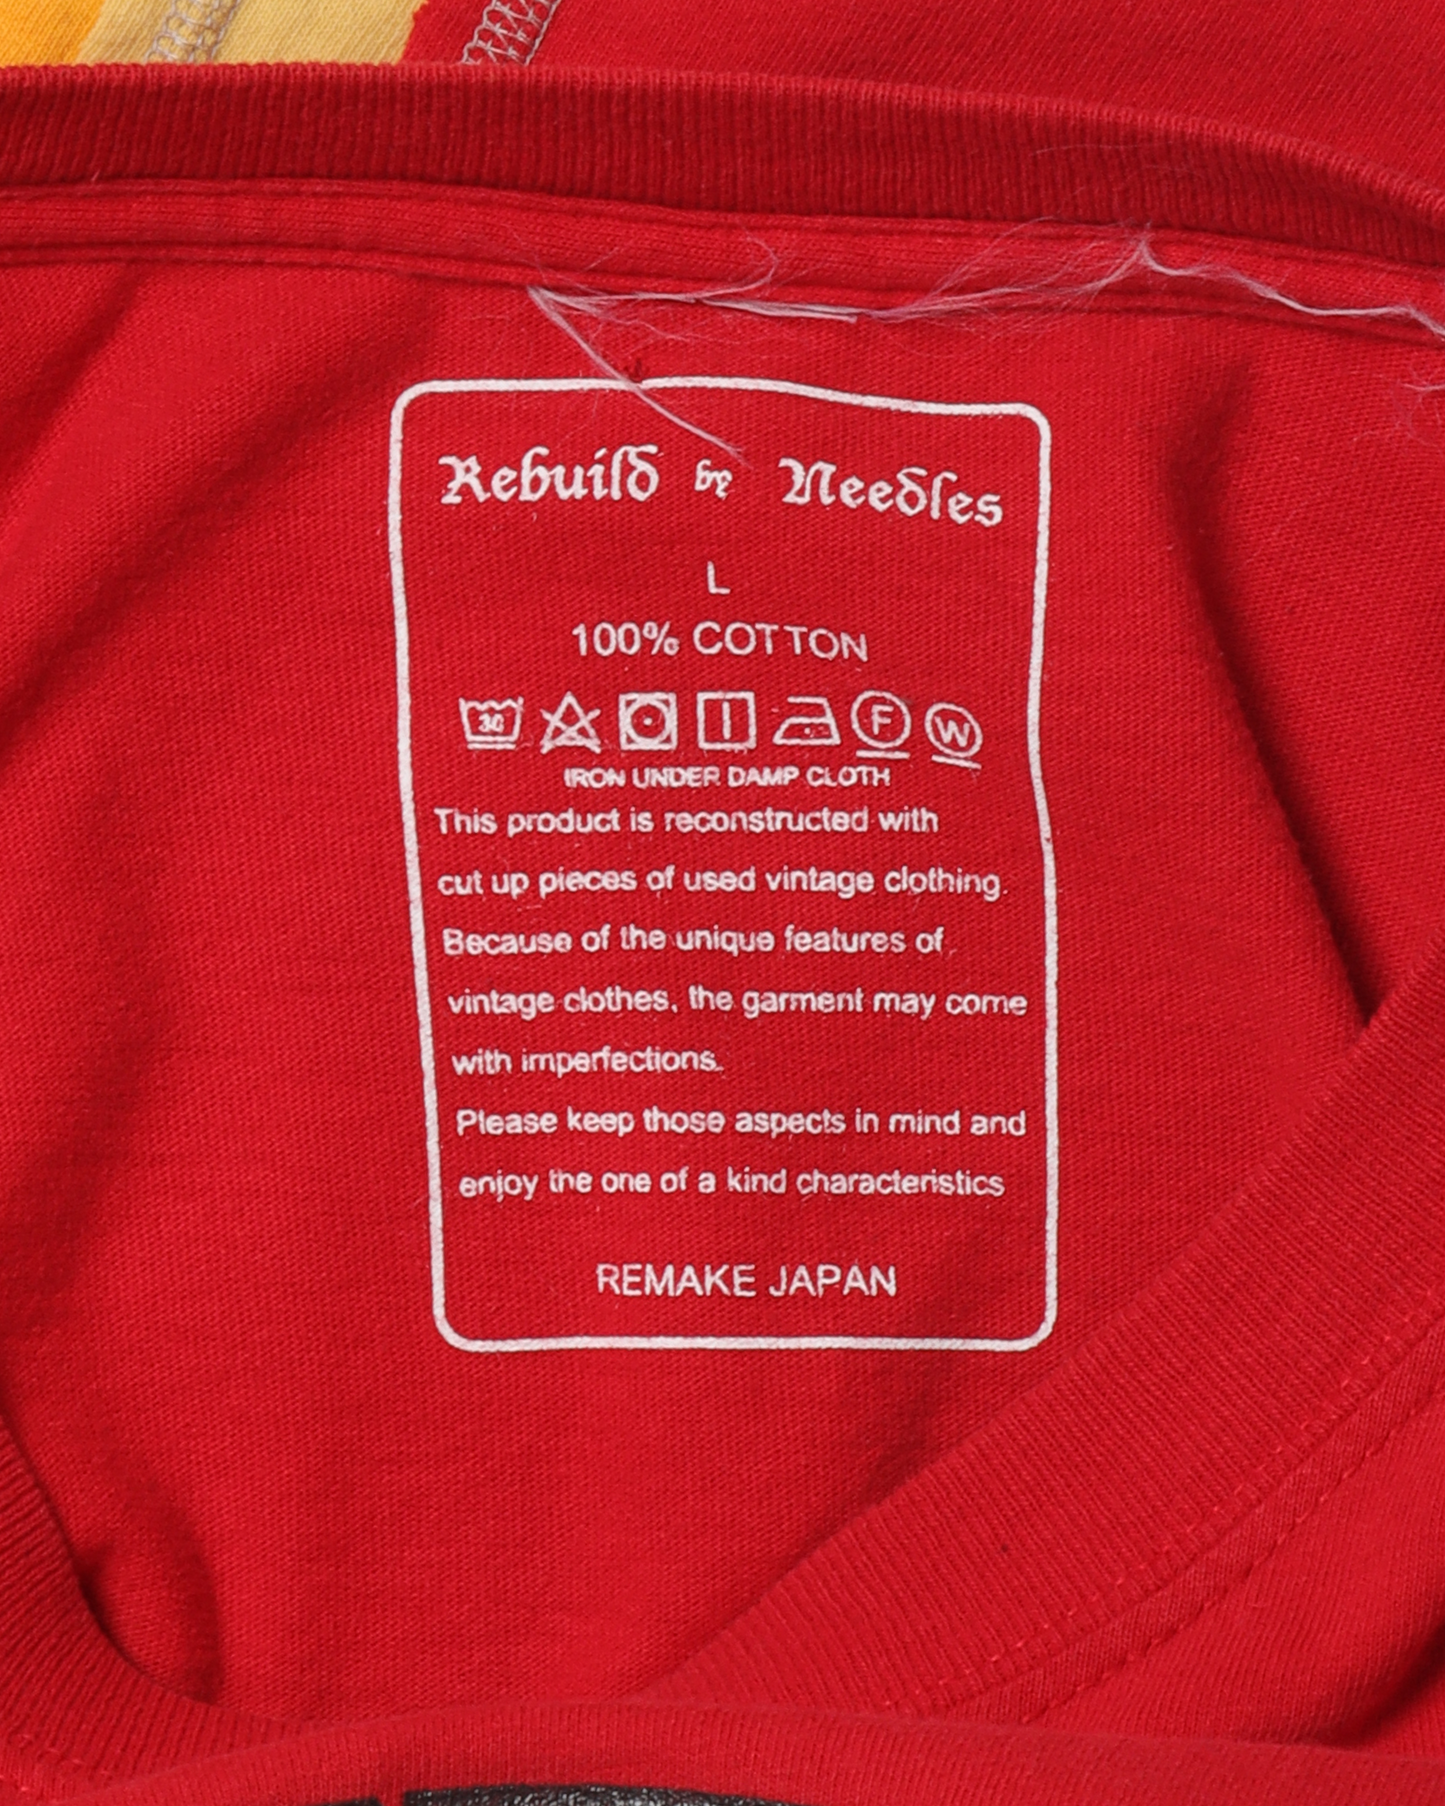 Rebuild by Needles
L
100% COTTON
30 F W
IRON UNDER DAMP CLOTH
This product is reconstructed with
cut up pieces of used vintage clothing.
Because of the unique features of
vintage clothes, the garment may come
with imperfections.
Please keep those aspects in mind and
enjoy the one of a kind characteristics
REMAKE JAPAN